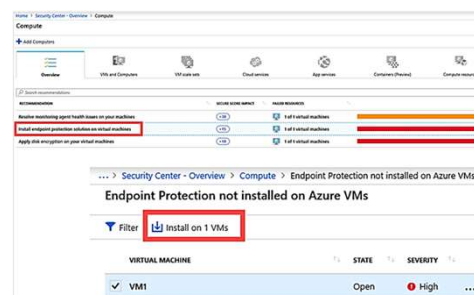 Home > Security Center - Overview > Compute
Compute
Add Computers
Overview
VMs and Computers
VM scale sets
Cloud services
App services
Containers (Preview)
Compute resour
Search recommendations
RECOMMENDATION
SECURE SCORE IMPACT
FAILED RESOURCES
Resolve monitoring agent health issues on your machines
1 of 1 virtual machines
Install endpoint protection solution on virtual machines
1 of 1 virtual machines
Apply disk encryption on your virtual machines
1 of 1 virtual machines
... > Security Center - Overview > Compute > Endpoint Protection not installed on Azure VMs
Endpoint Protection not installed on Azure VMs
Filter
Install on 1 VMs
VIRTUAL MACHINE
STATE
SEVERITY
VM1
Open
High
...